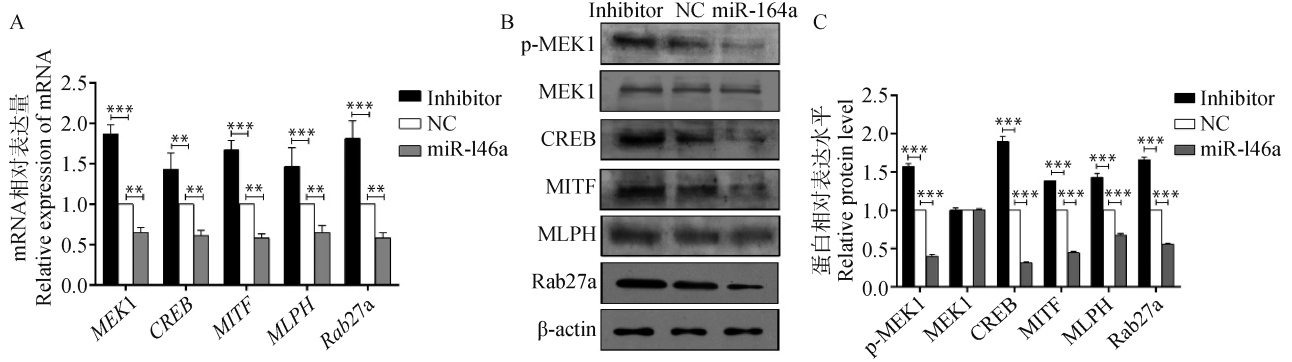 A
mRNA相对表达量
Relative expression of mRNA
2.5
2.0
1.5
1.0
0.5
0.0
***
**
**
**
***
**
***
**
***
**
MEK1
CREB
MITF
MLPH
Rab27a
Inhibitor
NC
miR-l46a
B
Inhibitor NC miR-164a
p-MEK1
MEK1
CREB
MITF
MLPH
Rab27a
β-actin
C
蛋白相对表达水平
Relative protein level
2.5
2.0
1.5
1.0
0.5
0.0
***
***
***
***
***
***
***
***
***
***
p-MEK1
MEK1
CREB
MITF
MLPH
Rab27a
Inhibitor
NC
miR-l46a